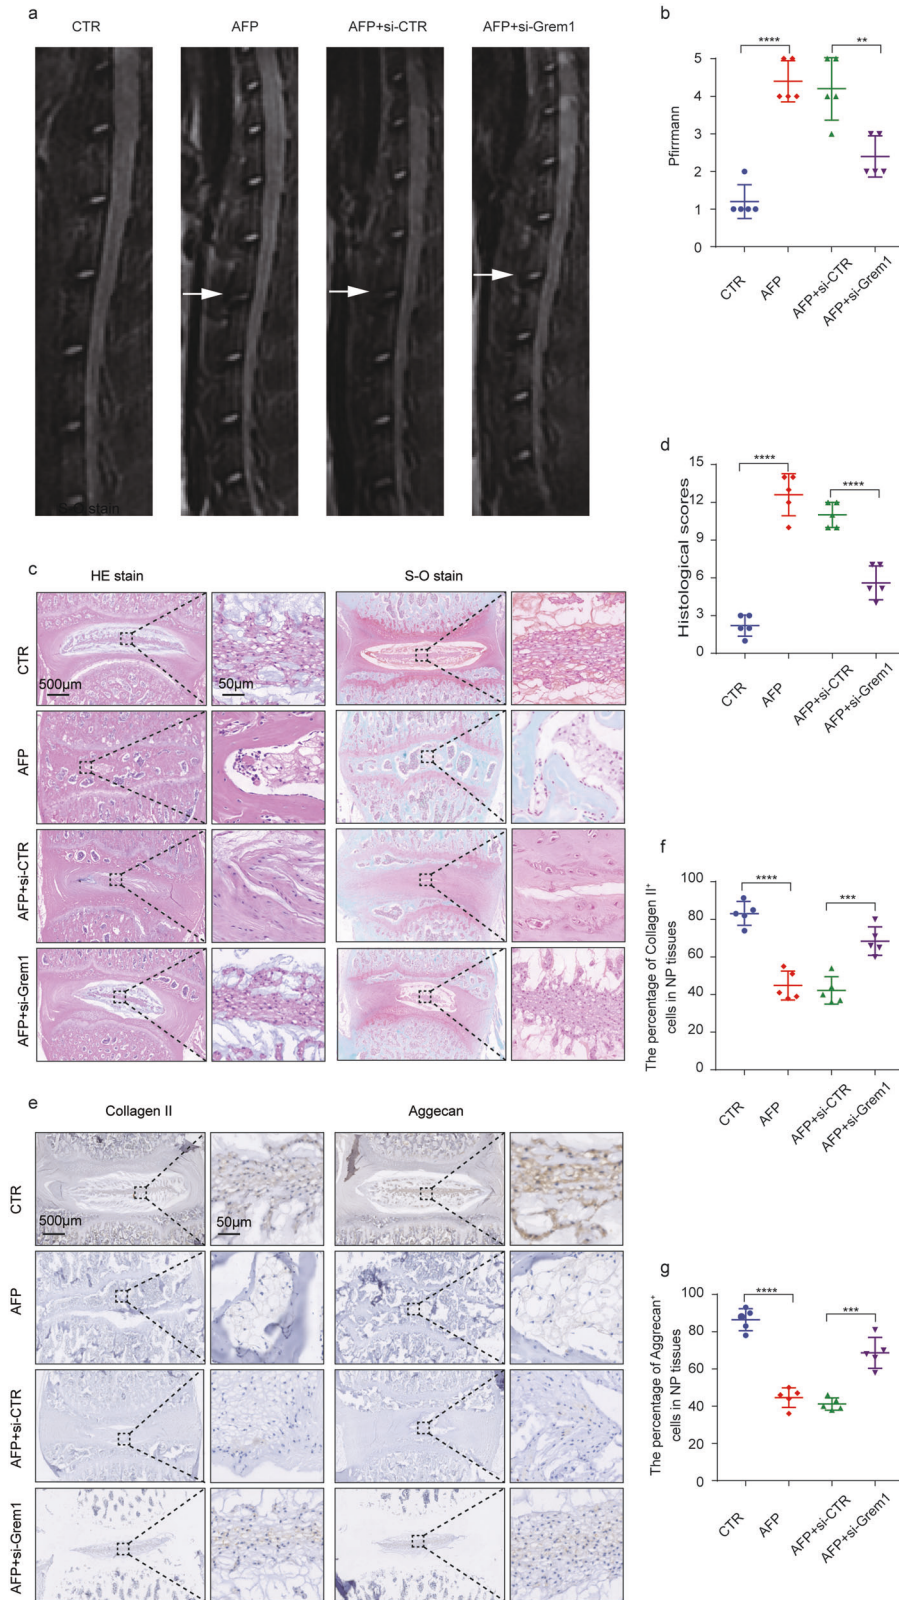 a
CTR
AFP
AFP+si-CTR
AFP+si-Grem1
S-O stain
b
****
**
5
4
3
2
1
0
Pfirrmann
CTR
AFP
AFP+si-CTR
AFP+si-Grem1
c
HE stain
S-O stain
CTR
500μm
50μm
AFP
AFP+si-CTR
AFP+si-Grem1
d
****
****
15
12
9
6
3
0
Histological scores
CTR
AFP
AFP+si-CTR
AFP+si-Grem1
e
Collagen II
Aggecan
CTR
500μm
50μm
AFP
AFP+si-CTR
AFP+si-Grem1
f
****
***
100
80
60
40
20
0
The percentage of Collagen II⁺
cells in NP tissues
CTR
AFP
AFP+si-CTR
AFP+si-Grem1
g
****
***
100
80
60
40
20
0
The percentage of Aggrecan⁺
cells in NP tissues
CTR
AFP
AFP+si-CTR
AFP+si-Grem1